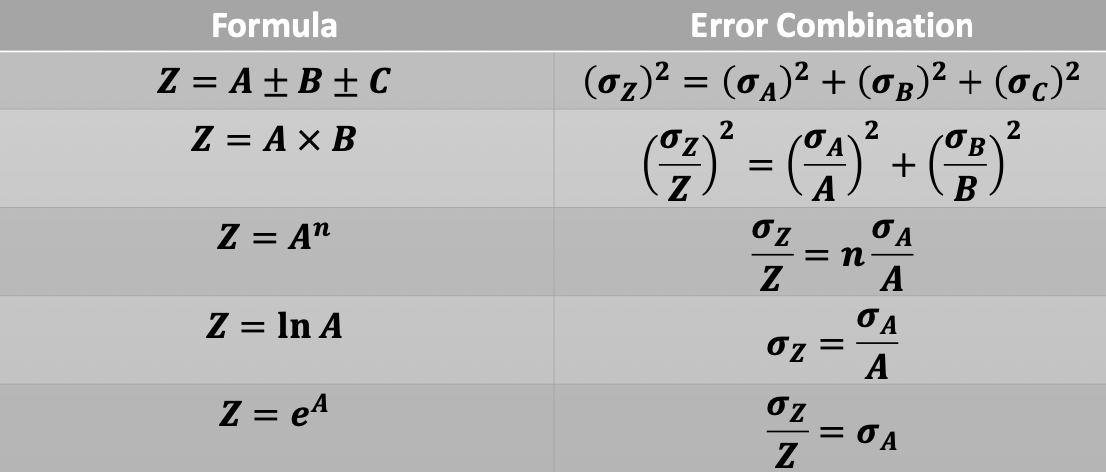 Formula Error Combination
Z = A ± B ± C (σ_Z)² = (σ_A)² + (σ_B)² + (σ_C)²
Z = A × B (σ_Z/Z)² = (σ_A/A)² + (σ_B/B)²
Z = Aⁿ σ_Z/Z = n σ_A/A
Z = ln A σ_Z = σ_A/A
Z = e^A σ_Z/Z = σ_A